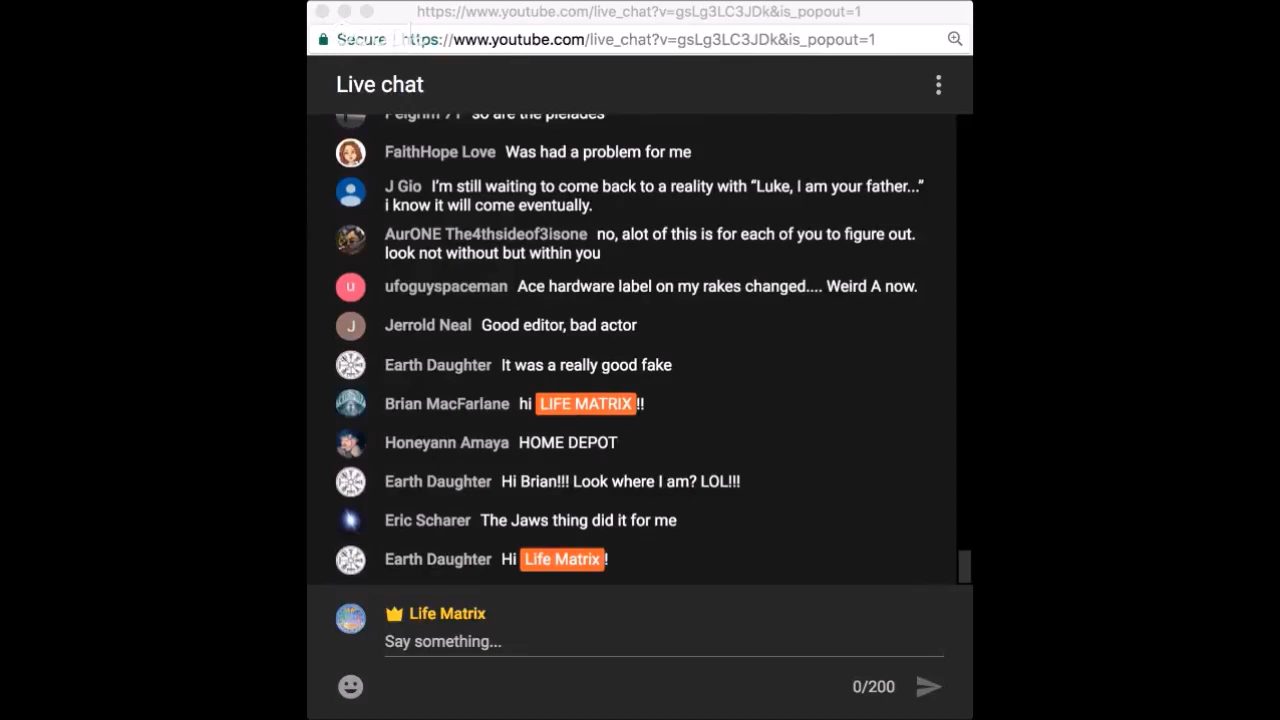 https://www.youtube.com/live_chat?v=gsLg3LC3JDk&is_popout=1
Secure https://www.youtube.com/live_chat?v=gsLg3LC3JDk&is_popout=1
Live chat
so are the pleiades
FaithHope Love Was had a problem for me
J Gio I’m still waiting to come back to a reality with “Luke, I am your father...”
i know it will come eventually.
AurONE The4thsideof3isone no, alot of this is for each of you to figure out.
look not without but within you
u ufoguyspaceman Ace hardware label on my rakes changed.... Weird A now.
J Jerrold Neal Good editor, bad actor
Earth Daughter It was a really good fake
Brian MacFarlane hi LIFE MATRIX!!
Honeyann Amaya HOME DEPOT
Earth Daughter Hi Brian!!! Look where I am? LOL!!!
Eric Scharer The Jaws thing did it for me
Earth Daughter Hi Life Matrix!
Life Matrix
Say something...
0/200